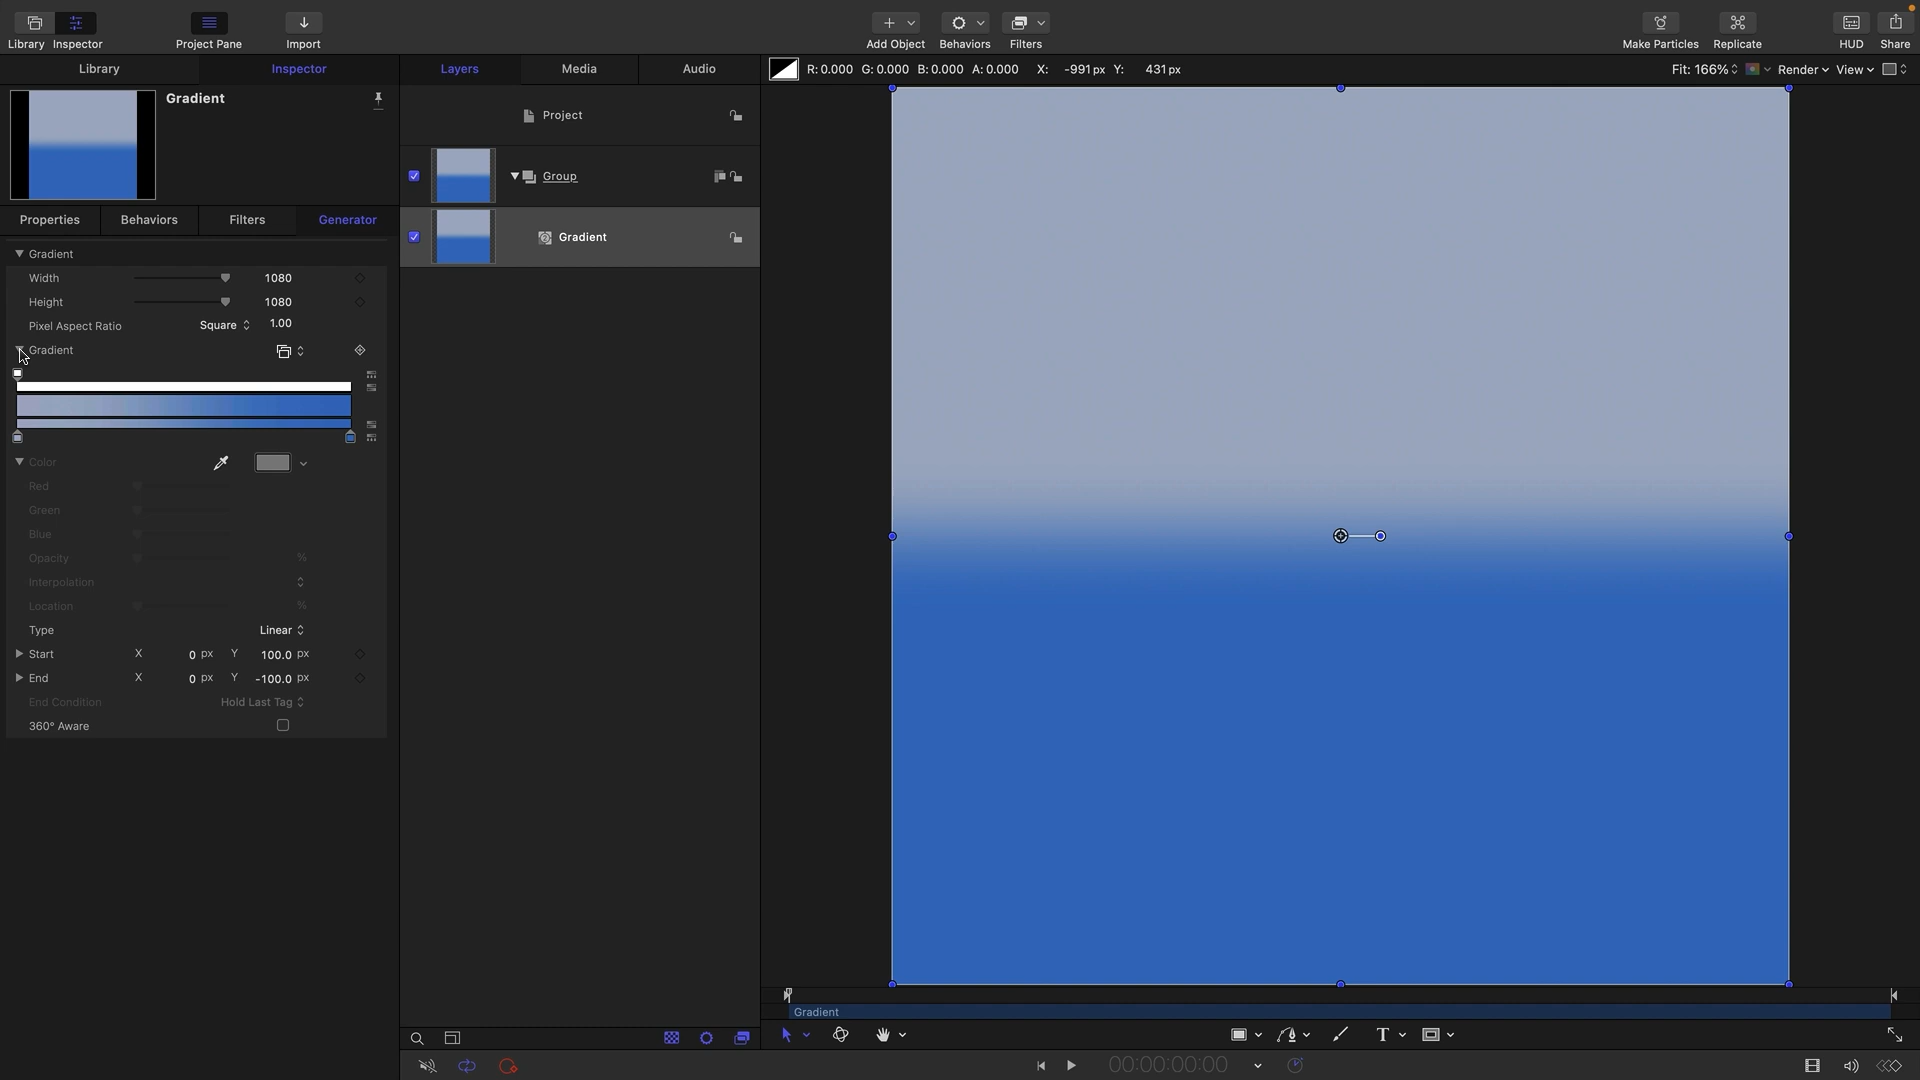 Library Inspector Project Pane Import Add Object Behaviors Filters Make Particles Replicate HUD Share
Library Inspector Layers Media Audio R: 0.000 G: 0.000 B: 0.000 A: 0.000 X: -991 px Y: 431 px Fit: 166% Render View
Gradient
Project
Group
Gradient
Properties Behaviors Filters Generator
Gradient
Width 1080
Height 1080
Pixel Aspect Ratio Square 1.00
Gradient
Color
Red
Green
Blue
Opacity %
Interpolation
Location %
Type Linear
Start X 0 px Y 100.0 px
End X 0 px Y -100.0 px
End Condition Hold Last Tag
360° Aware
Gradient
T
00:00:00:00